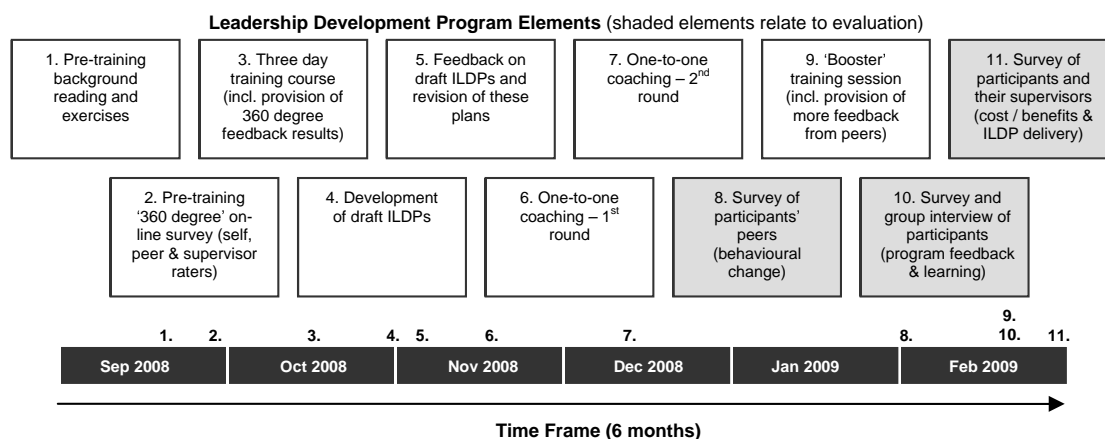 Leadership Development Program Elements (shaded elements relate to evaluation)
1. Pre-training
background
reading and
exercises
3. Three day
training course
(incl. provision of
360 degree
feedback results)
5. Feedback on
draft ILDPs and
revision of these
plans
7. One-to-one
coaching – 2nd
round
9. ‘Booster’
training session
(incl. provision of
more feedback
from peers)
11. Survey of
participants and
their supervisors
(cost / benefits &
ILDP delivery)
2. Pre-training
‘360 degree’ on-
line survey (self,
peer & supervisor
raters)
4. Development
of draft ILDPs
6. One-to-one
coaching – 1st
round
8. Survey of
participants’
peers
(behavioural
change)
10. Survey and
group interview of
participants
(program feedback
& learning)
9.
1. 2. 3. 4. 5. 6. 7. 8. 10. 11.
Sep 2008 Oct 2008 Nov 2008 Dec 2008 Jan 2009 Feb 2009
Time Frame (6 months)